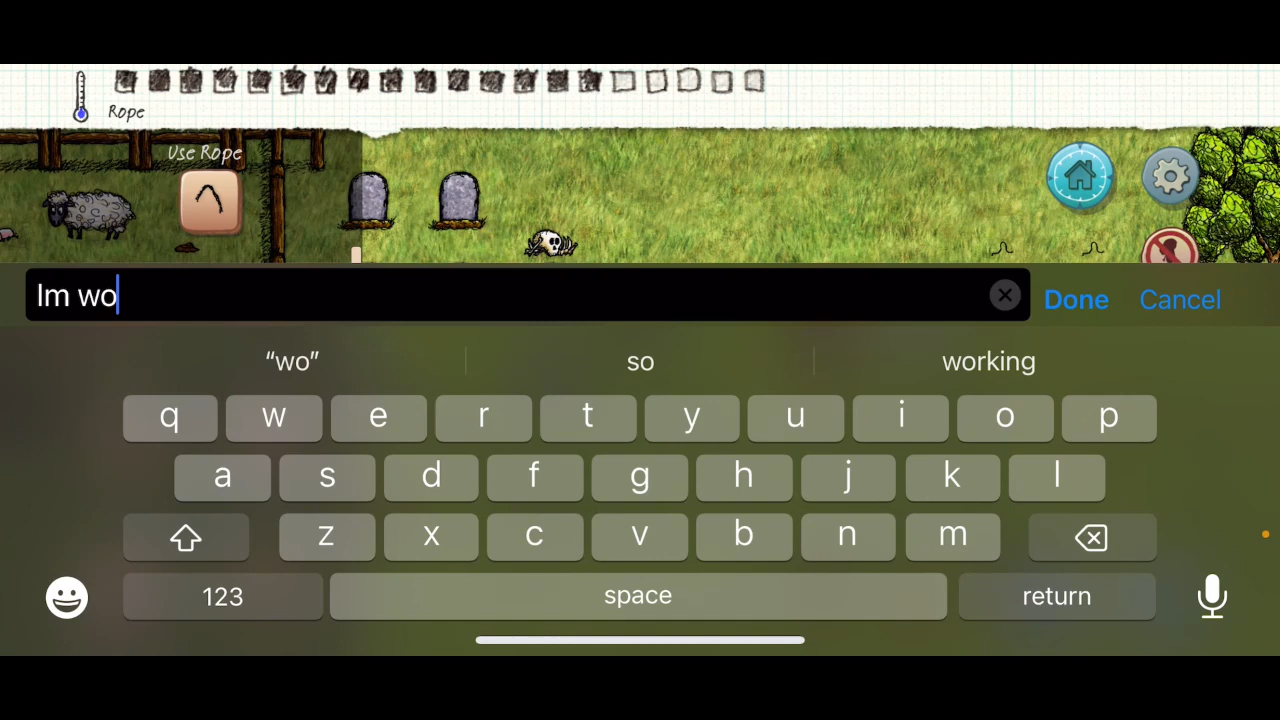 Rope
Use Rope
Im wo
Done
Cancel
“wo”
so
working
q w e r t y u i o p
a s d f g h j k l
z x c v b n m
123
space
return